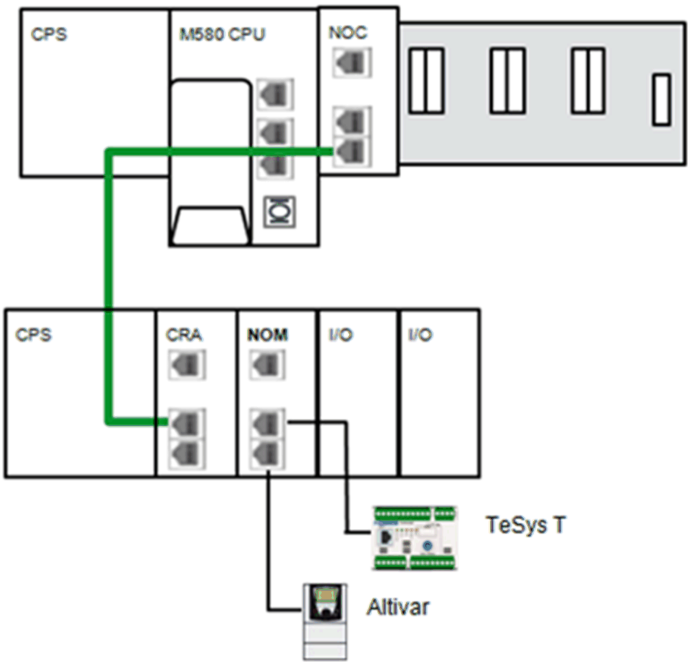 CPS
M580 CPU
NOC
CPS
CRA
NOM
I/O
I/O
TeSys T
Altivar